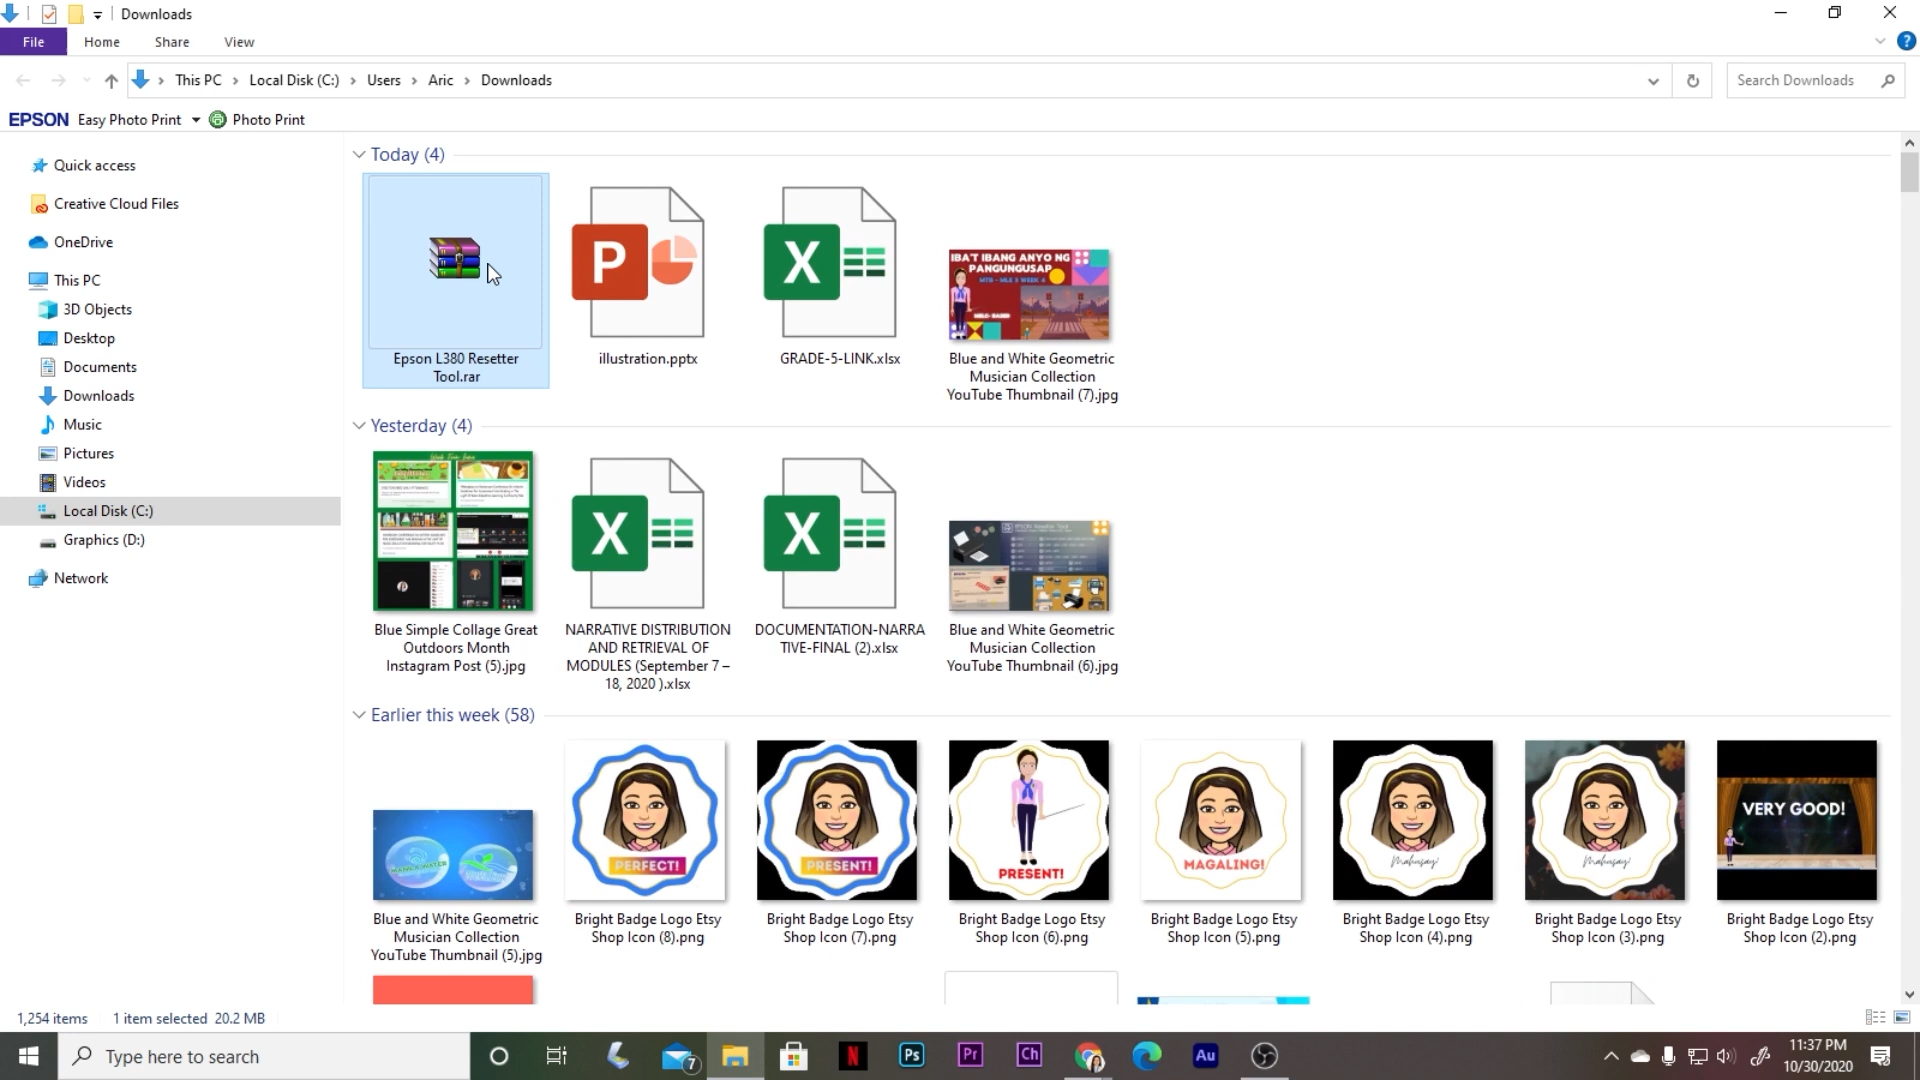 Downloads
File Home Share View
This PC Local Disk (C:) Users Aric Downloads
Search Downloads
EPSON Easy Photo Print Photo Print
Quick access
Creative Cloud Files
OneDrive
This PC
3D Objects
Desktop
Documents
Downloads
Music
Pictures
Videos
Local Disk (C:)
Graphics (D:)
Network
Today (4)
P
X
IBA'T IBANG ANYO NG
PANGUNGUSAP
Epson L380 Resetter
Tool.rar
illustration.pptx
GRADE-5-LINK.xlsx
Blue and White Geometric
Musician Collection
YouTube Thumbnail (7).jpg
Yesterday (4)
X
X
EPSON Resetter Tool
Blue Simple Collage Great
Outdoors Month
Instagram Post (5).jpg
NARRATIVE DISTRIBUTION
AND RETRIEVAL OF
MODULES (September 7 –
18, 2020 ).xlsx
DOCUMENTATION-NARRA
TIVE-FINAL (2).xlsx
Blue and White Geometric
Musician Collection
YouTube Thumbnail (6).jpg
Earlier this week (58)
PERFECT!
PRESENT!
PRESENT!
MAGALING!
Mahusay!
Mahusay!
VERY GOOD!
Blue and White Geometric
Musician Collection
YouTube Thumbnail (5).jpg
Bright Badge Logo Etsy
Shop Icon (8).png
Bright Badge Logo Etsy
Shop Icon (7).png
Bright Badge Logo Etsy
Shop Icon (6).png
Bright Badge Logo Etsy
Shop Icon (5).png
Bright Badge Logo Etsy
Shop Icon (4).png
Bright Badge Logo Etsy
Shop Icon (3).png
Bright Badge Logo Etsy
Shop Icon (2).png
1,254 items 1 item selected 20.2 MB
Type here to search
7
N
Ps
Pr
Ch
Au
11:37 PM
10/30/2020